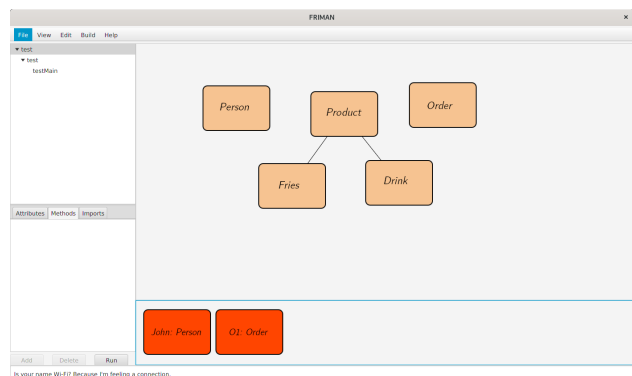 FRIMAN ×
File View Edit Build Help
test
test
testMain
Person
Product
Order
Fries
Drink
Attributes Methods Imports
John: Person
O1: Order
Add Delete Run
Is your name Wi-Fi? Because I'm feeling a connection.